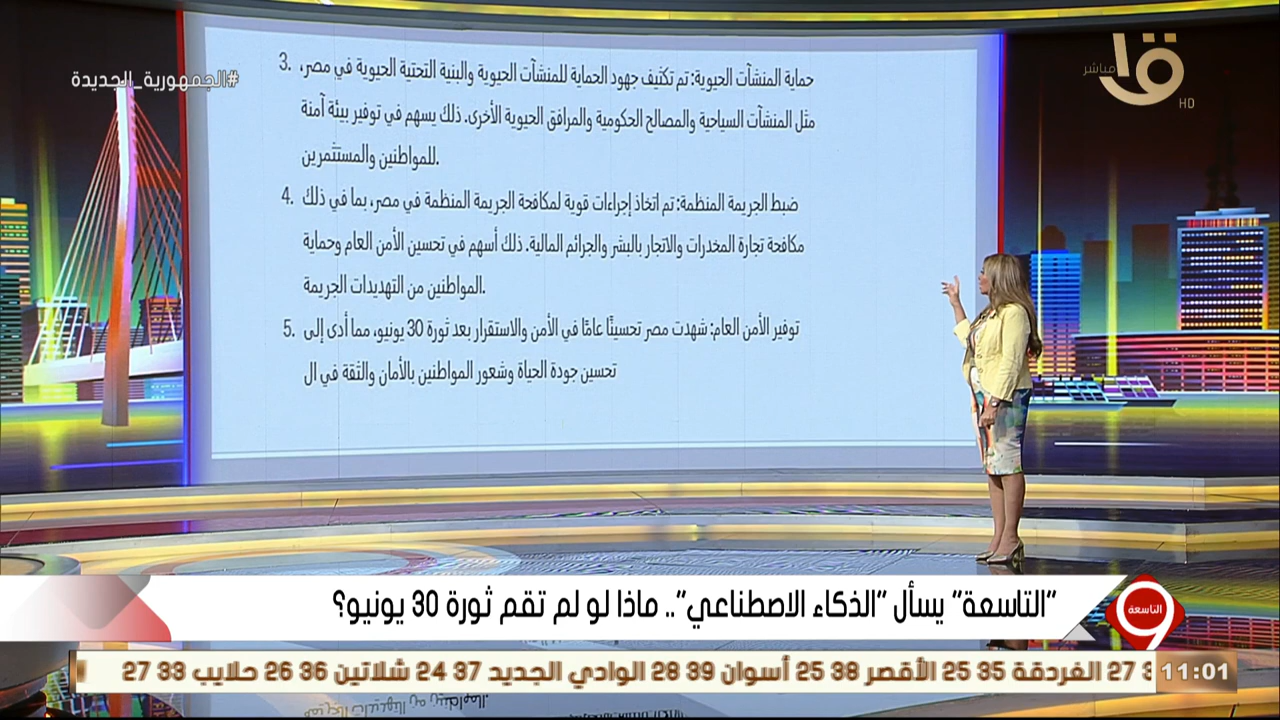 #الجمهورية_الجديدة
مباشر
HD
3. حماية المنشآت الحيوية: تم تكثيف جهود الحماية للمنشآت الحيوية والبنية التحتية الحيوية في مصر،
مثل المنشآت السياحية والمصالح الحكومية والمرافق الحيوية الأخرى. ذلك يسهم في توفير بيئة آمنة
.للمواطنين والمستثمرين
4. ضبط الجريمة المنظمة: تم اتخاذ إجراءات قوية لمكافحة الجريمة المنظمة في مصر، بما في ذلك
مكافحة تجارة المخدرات والاتجار بالبشر والجرائم المالية. ذلك أسهم في تحسين الأمن العام وحماية
.المواطنين من التهديدات الجريمة
5. توفير الأمن العام: شهدت مصر تحسينًا عامًا في الأمن والاستقرار بعد ثورة 30 يونيو، مما أدى إلى
تحسين جودة الحياة وشعور المواطنين بالأمان والثقة في ال
"التاسعة" يسأل "الذكاء الاصطناعي".. ماذا لو لم تقم ثورة 30 يونيو؟
التاسعة
9
11:01
27 الغردقة 35 25 الأقصر 38 25 أسوان 39 28 الوادي الجديد 37 24 شلاتين 36 26 حلايب 33 27